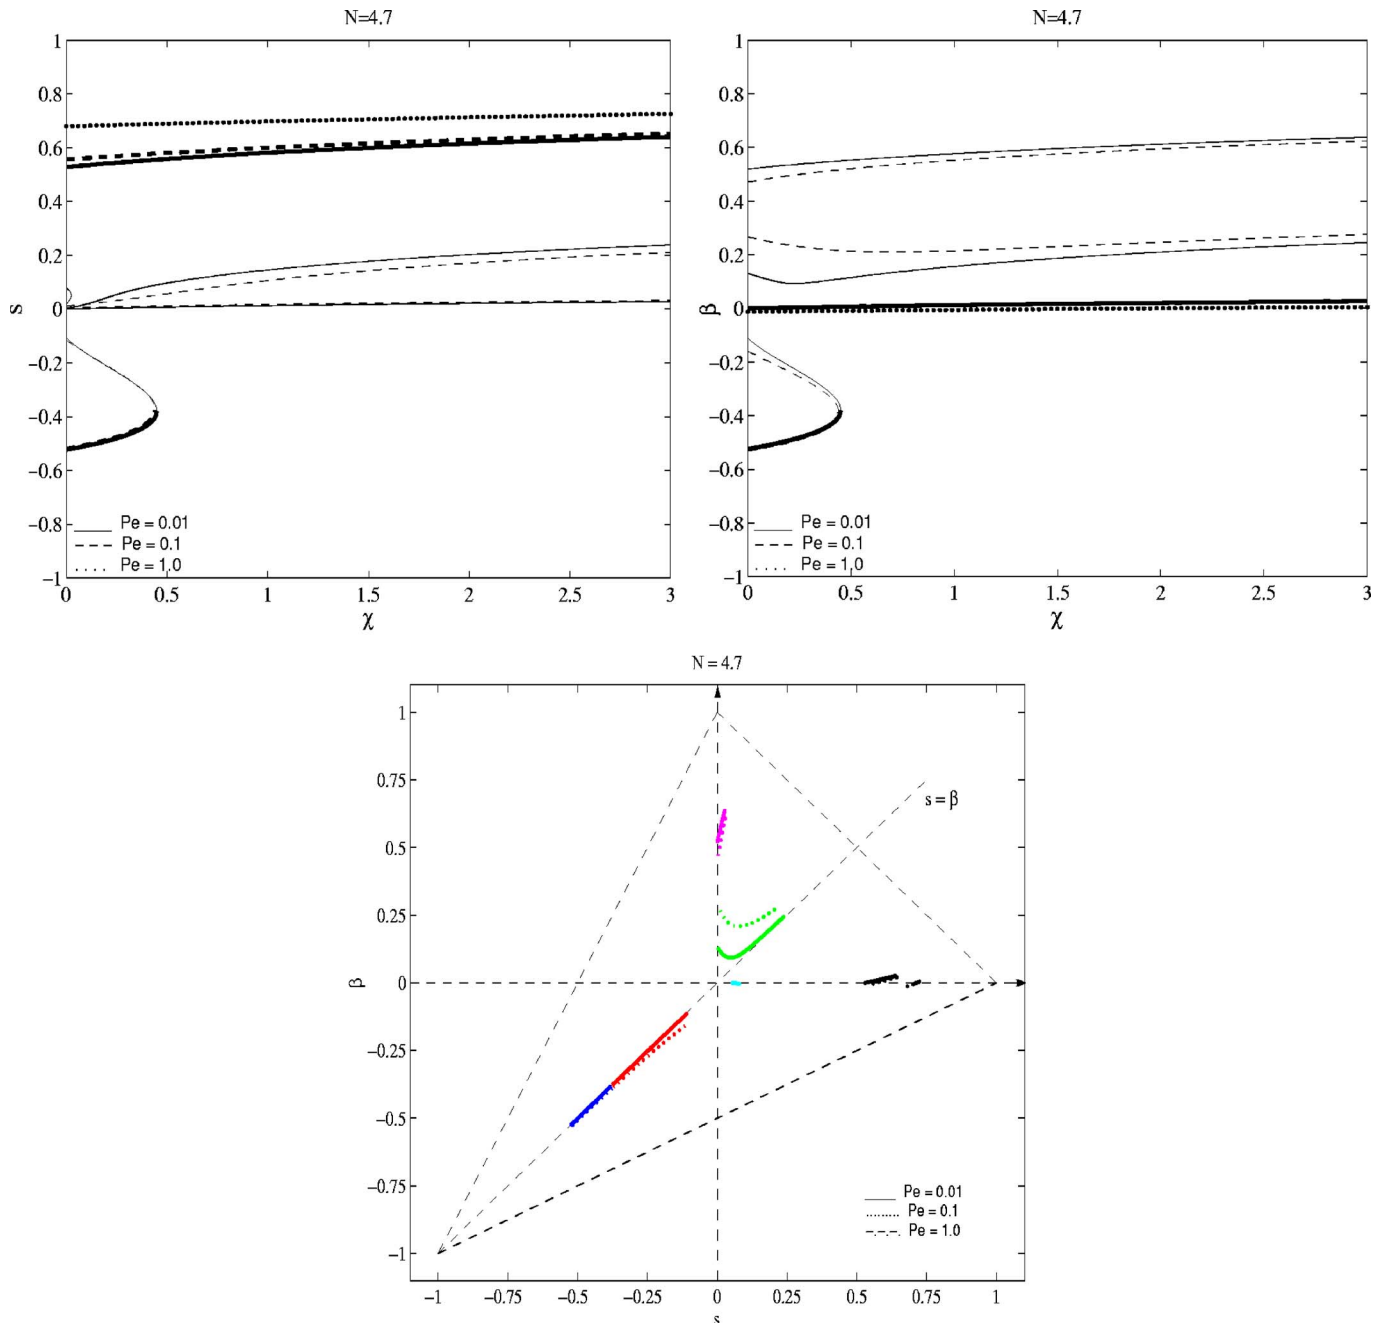 N=4.7
1
0.8
0.6
0.4
0.2
0
−0.2
−0.4
−0.6
−0.8
−1
s
0 0.5 1 1.5 2 2.5 3
χ
Pe = 0.01
Pe = 0.1
Pe = 1.0
N=4.7
1
0.8
0.6
0.4
0.2
0
−0.2
−0.4
−0.6
−0.8
−1
β
0 0.5 1 1.5 2 2.5 3
χ
Pe = 0.01
Pe = 0.1
Pe = 1.0
N = 4.7
1
0.75
0.5
0.25
0
−0.25
−0.5
−0.75
−1
β
s = β
Pe = 0.01
Pe = 0.1
Pe = 1.0
−1 −0.75 −0.5 −0.25 0 0.25 0.5 0.75 1
s